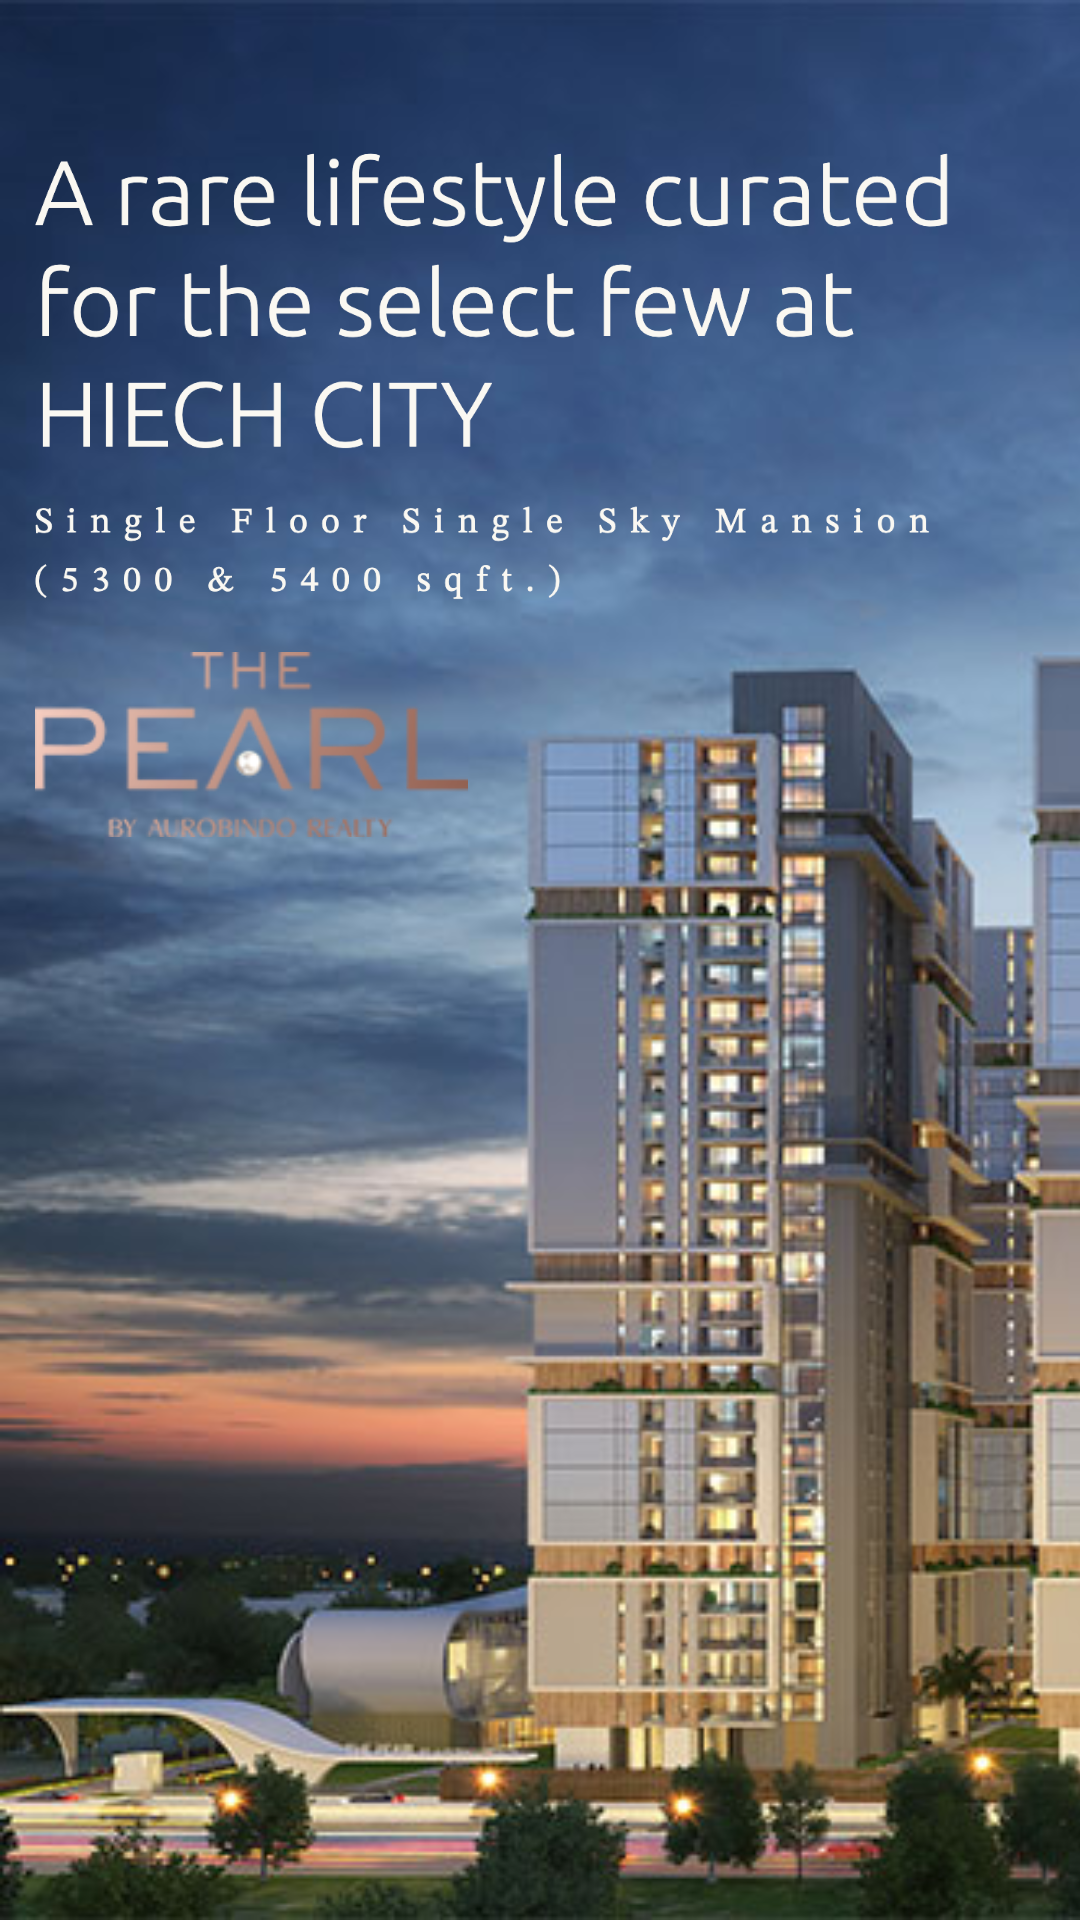 A rare lifestyle curated
for the select few at
HIECH CITY
Single Floor Single Sky Mansion
(5300 & 5400 sqft.)
THE
PEARL
BY AUROBINDO REALTY